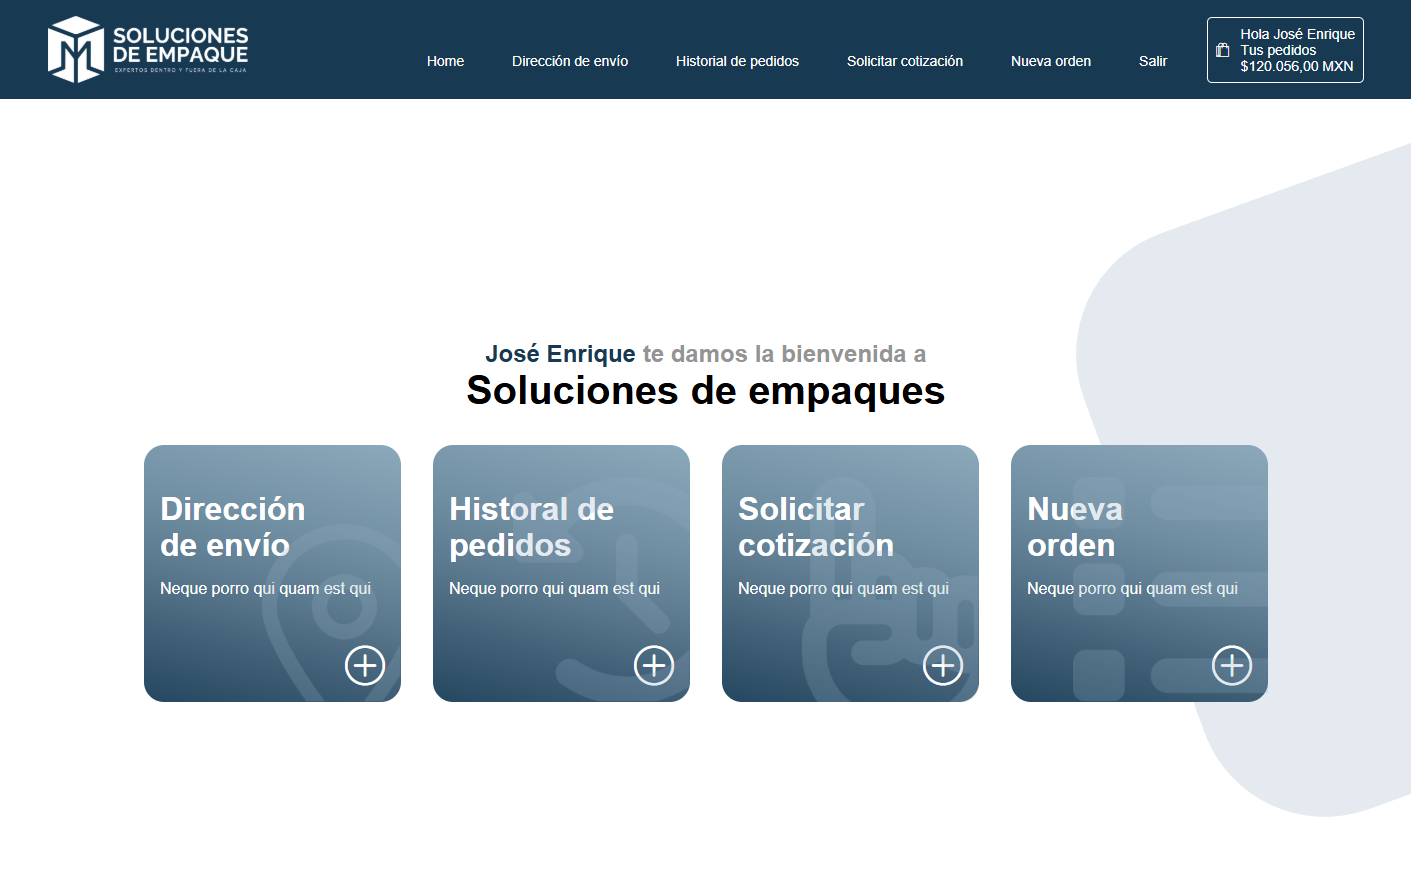 SOLUCIONES
DE EMPAQUE
EXPERTOS DENTRO Y FUERA DE LA CAJA
Home
Dirección de envío
Historial de pedidos
Solicitar cotización
Nueva orden
Salir
Hola José Enrique
Tus pedidos
$120.056,00 MXN
José Enrique te damos la bienvenida a
Soluciones de empaques
Dirección
de envío
Neque porro qui quam est qui
Historal de
pedidos
Neque porro qui quam est qui
Solicitar
cotización
Neque porro qui quam est qui
Nueva
orden
Neque porro qui quam est qui